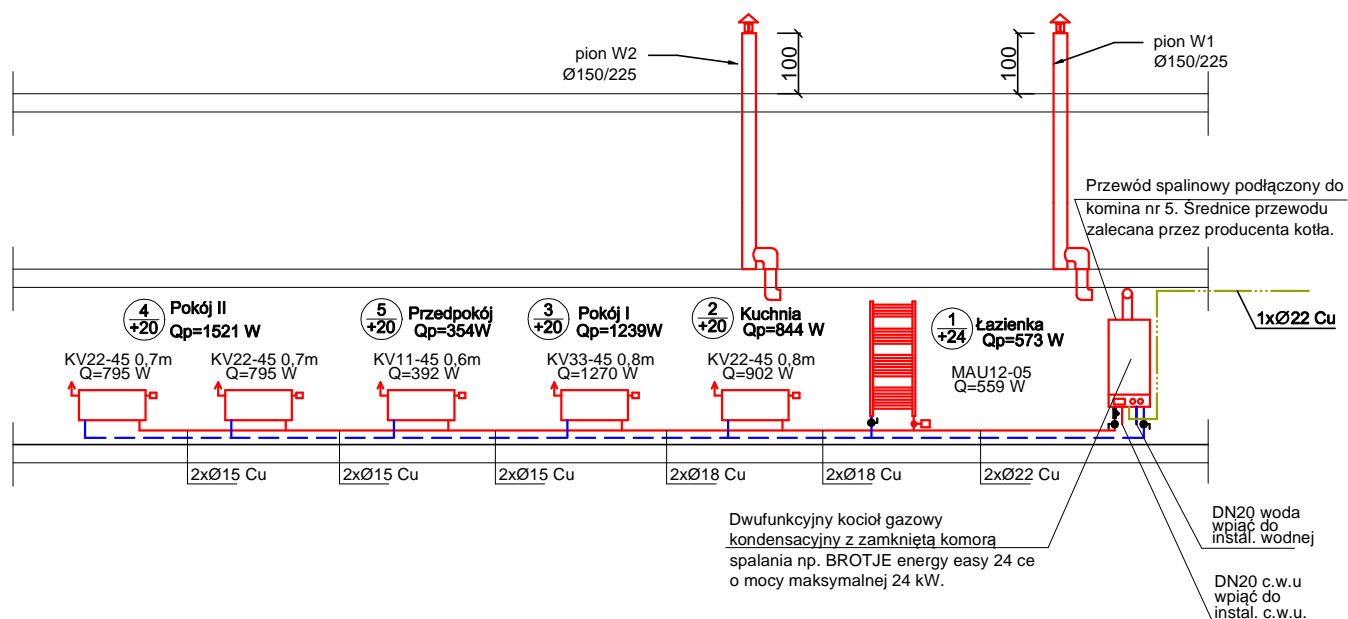 pion W2
Ø150/225
100
100
pion W1
Ø150/225
Przewód spalinowy podłączony do
komina nr 5. Średnice przewodu
zalecana przez producenta kotła.
1xØ22 Cu
4
+20
Pokój II
Qp=1521 W
5
+20
Przedpokój
Qp=354W
3
+20
Pokój I
Qp=1239W
2
+20
Kuchnia
Qp=844 W
1
+24
Łazienka
Qp=573 W
KV22-45 0,7m
Q=795 W
KV22-45 0,7m
Q=795 W
KV11-45 0,6m
Q=392 W
KV33-45 0,8m
Q=1270 W
KV22-45 0,8m
Q=902 W
MAU12-05
Q=559 W
2xØ15 Cu
2xØ15 Cu
2xØ15 Cu
2xØ18 Cu
2xØ18 Cu
2xØ22 Cu
Dwufunkcyjny kocioł gazowy
kondensacyjny z zamkniętą komorą
spalania np. BROTJE energy easy 24 ce
o mocy maksymalnej 24 kW.
DN20 woda
wpiąć do
instal. wodnej
DN20 c.w.u
wpiąć do
instal. c.w.u.